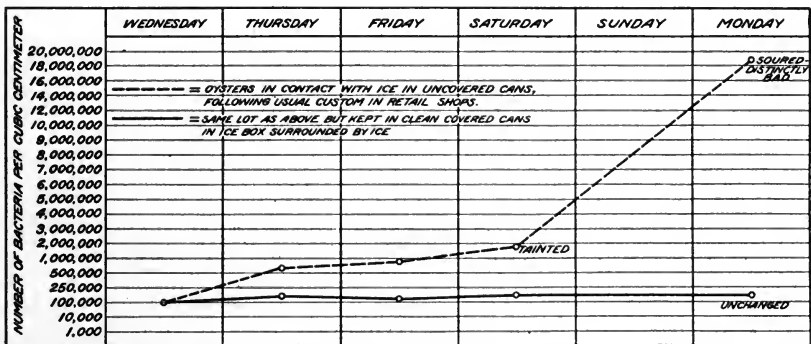 WEDNESDAY THURSDAY FRIDAY SATURDAY SUNDAY MONDAY
NUMBER OF BACTERIA PER CUBIC CENTIMETER
20,000,000
18,000,000
16,000,000
14,000,000
12,000,000
10,000,000
9,000,000
8,000,000
7,000,000
6,000,000
5,000,000
4,000,000
3,000,000
2,000,000
1,000,000
500,000
250,000
100,000
10,000
1,000
= OYSTERS IN CONTACT WITH ICE IN UNCOVERED CANS,
FOLLOWING USUAL CUSTOM IN RETAIL SHOPS.
= SAME LOT AS ABOVE BUT KEPT IN CLEAN COVERED CANS
IN ICE BOX SURROUNDED BY ICE
SOURED-
DISTINCTLY
BAD
TAINTED
UNCHANGED